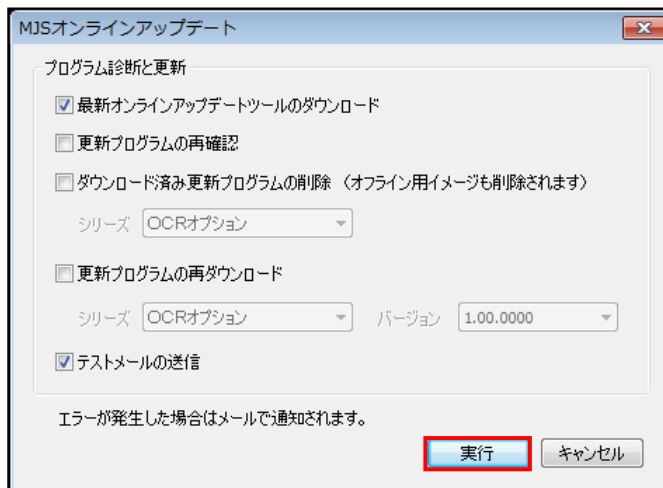 MJSオンラインアップデート
プログラム診断と更新
最新オンラインアップデートツールのダウンロード
更新プログラムの再確認
ダウンロード済み更新プログラムの削除 （オフライン用イメージも削除されます）
シリーズ OCRオプション
更新プログラムの再ダウンロード
シリーズ OCRオプション バージョン 1.00.0000
テストメールの送信
エラーが発生した場合はメールで通知されます。
実行 キャンセル